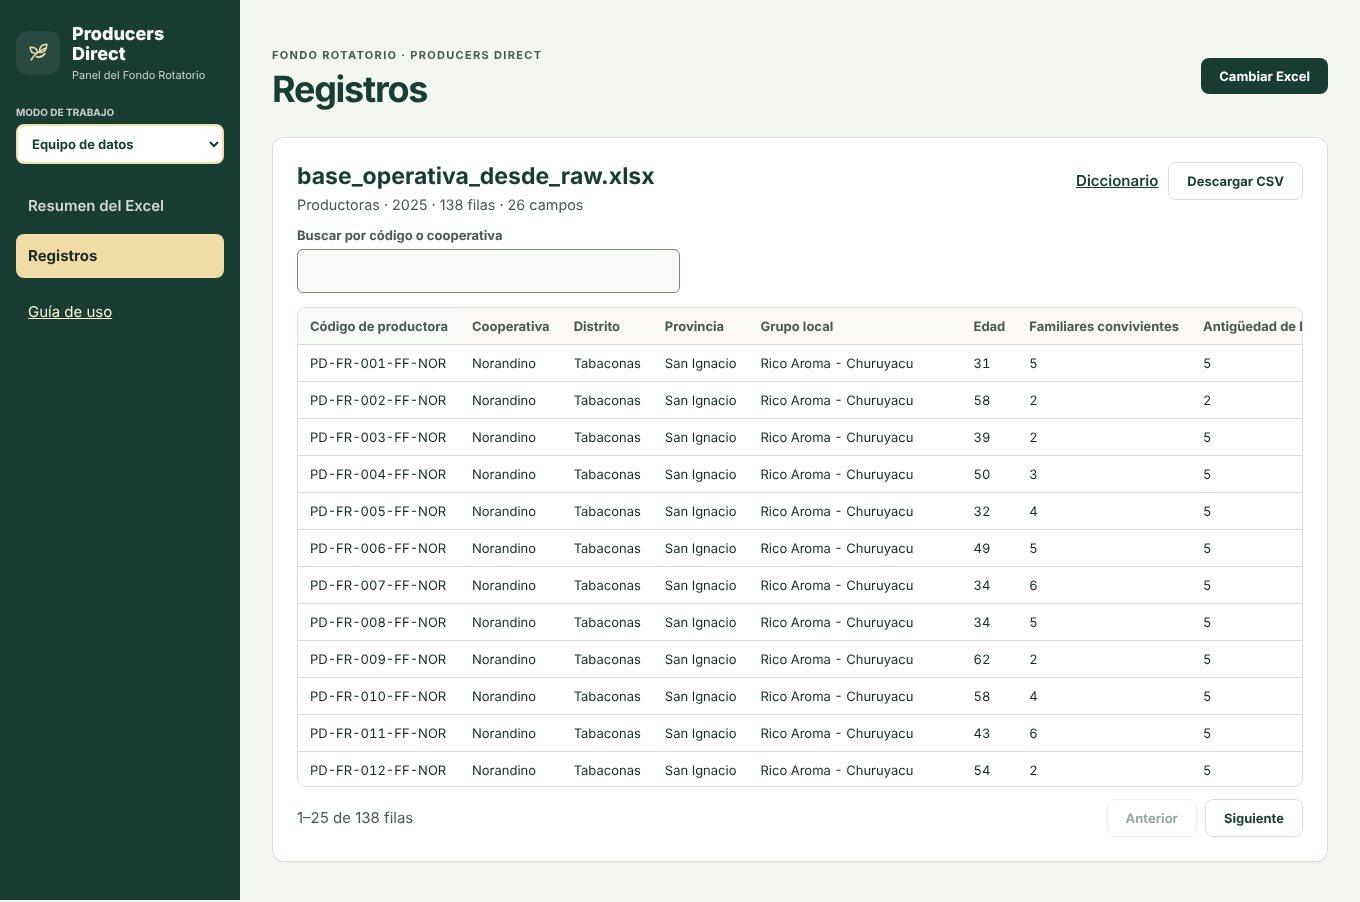 Producers
Direct
Panel del Fondo Rotatorio
MODO DE TRABAJO
Equipo de datos
Resumen del Excel
Registros
Guía de uso
FONDO ROTATORIO · PRODUCERS DIRECT
Registros
Cambiar Excel
base_operativa_desde_raw.xlsx
Productoras · 2025 · 138 filas · 26 campos
Diccionario
Descargar CSV
Buscar por código o cooperativa
Código de productora Cooperativa Distrito Provincia Grupo local Edad Familiares convivientes Antigüedad de
PD-FR-001-FF-NOR Norandino Tabaconas San Ignacio Rico Aroma - Churuyacu 31 5 5
PD-FR-002-FF-NOR Norandino Tabaconas San Ignacio Rico Aroma - Churuyacu 58 2 2
PD-FR-003-FF-NOR Norandino Tabaconas San Ignacio Rico Aroma - Churuyacu 39 2 5
PD-FR-004-FF-NOR Norandino Tabaconas San Ignacio Rico Aroma - Churuyacu 50 3 5
PD-FR-005-FF-NOR Norandino Tabaconas San Ignacio Rico Aroma - Churuyacu 32 4 5
PD-FR-006-FF-NOR Norandino Tabaconas San Ignacio Rico Aroma - Churuyacu 49 5 5
PD-FR-007-FF-NOR Norandino Tabaconas San Ignacio Rico Aroma - Churuyacu 34 6 5
PD-FR-008-FF-NOR Norandino Tabaconas San Ignacio Rico Aroma - Churuyacu 34 5 5
PD-FR-009-FF-NOR Norandino Tabaconas San Ignacio Rico Aroma - Churuyacu 62 2 5
PD-FR-010-FF-NOR Norandino Tabaconas San Ignacio Rico Aroma - Churuyacu 58 4 5
PD-FR-011-FF-NOR Norandino Tabaconas San Ignacio Rico Aroma - Churuyacu 43 6 5
PD-FR-012-FF-NOR Norandino Tabaconas San Ignacio Rico Aroma - Churuyacu 54 2 5
1–25 de 138 filas
Anterior
Siguiente